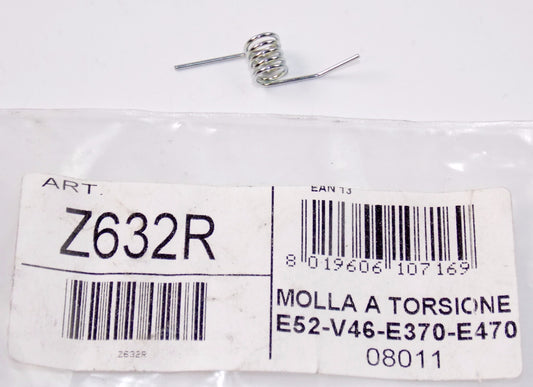 ART.
Z632R
Z632R
EAN 13
8 019606 107169
MOLLA A TORSIONE
E52-V46-E370-E470
08011